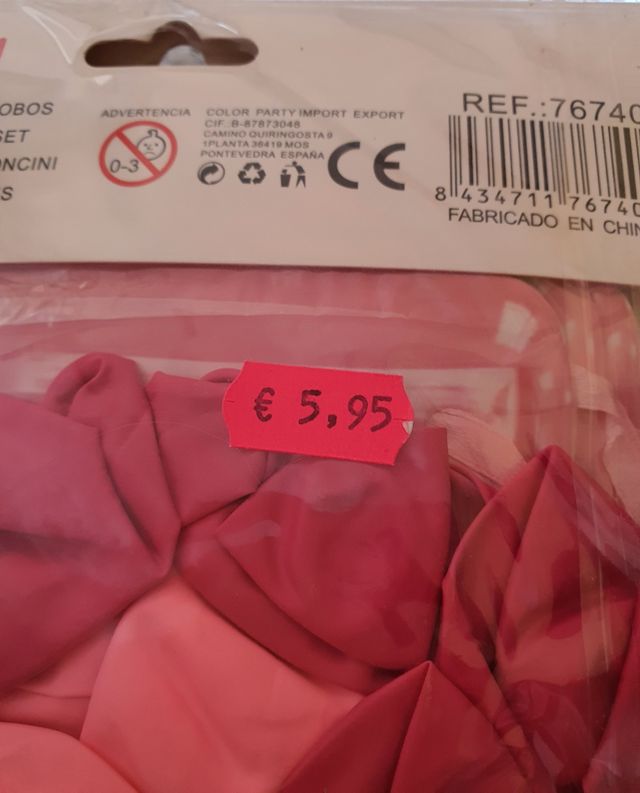 OBOS
SET
ONCINI
S
ADVERTENCIA
0-3
COLOR PARTY IMPORT EXPORT
CIF.:B-87873048
CAMINO QUIRINGOSTA 9
1PLANTA 36419 MOS
PONTEVEDRA ESPAÑA
CE
REF.:76740
8 434711 76740
FABRICADO EN CHIN
€ 5,95